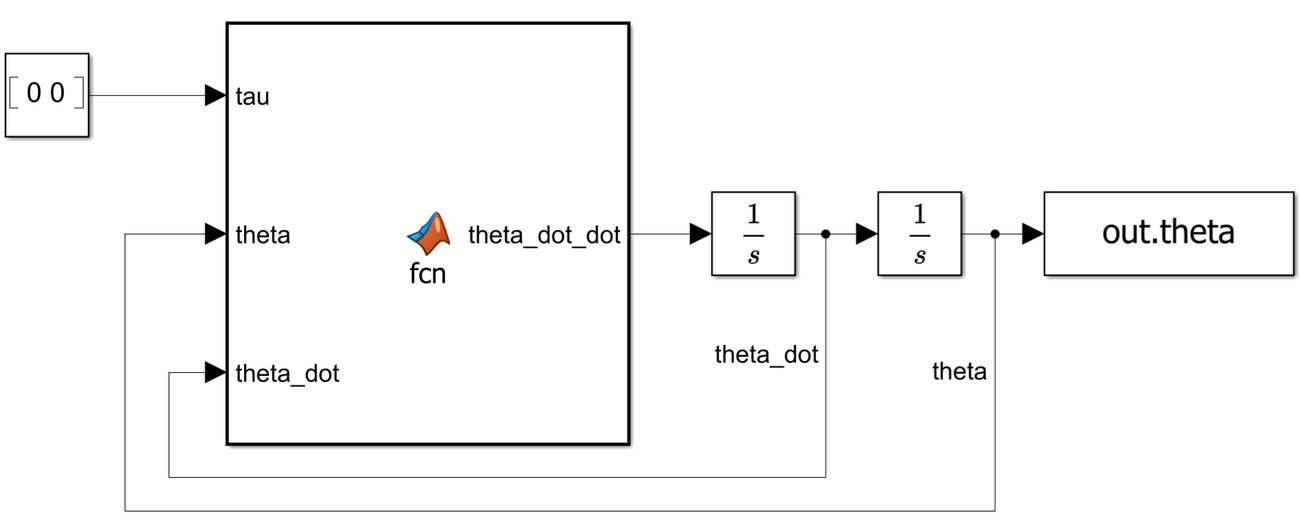 [ 0 0 ]
tau
theta
theta_dot_dot
fcn
theta_dot
1
s
1
s
out.theta
theta_dot
theta